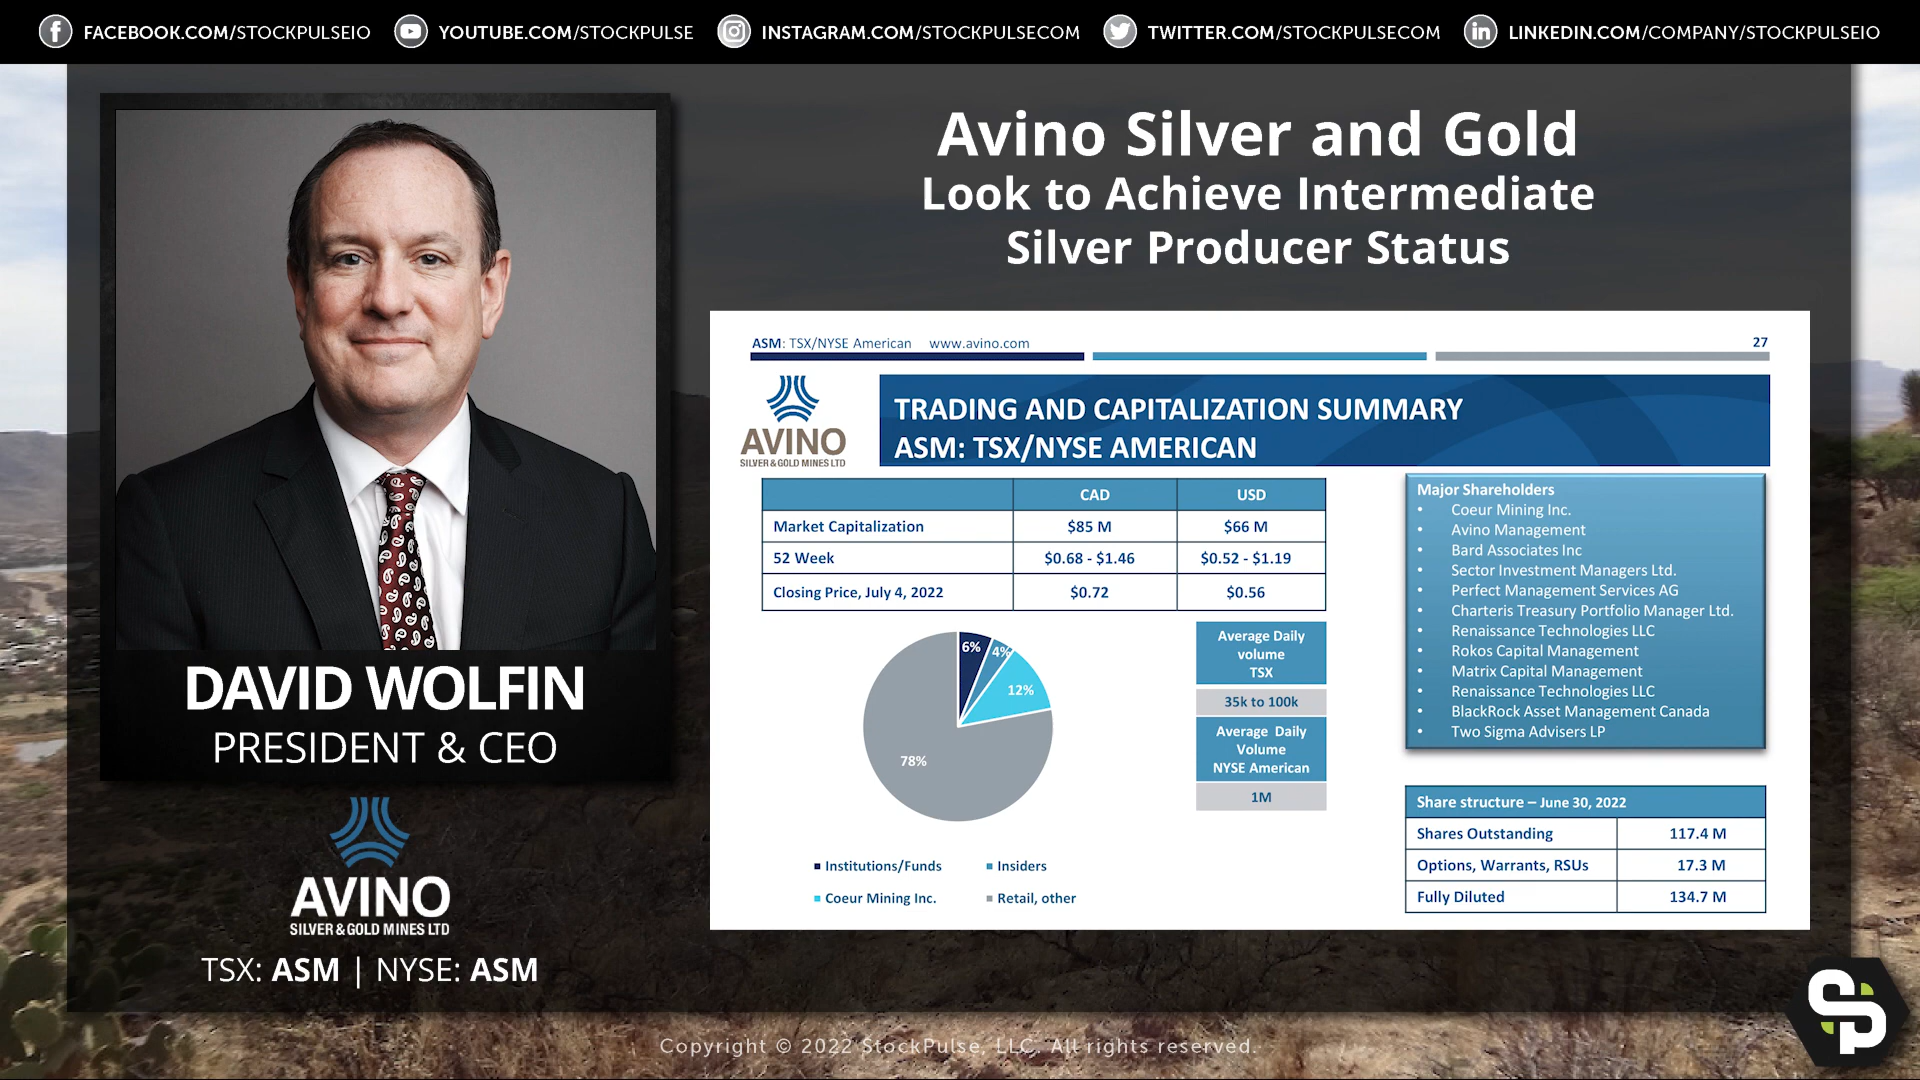 FACEBOOK.COM/STOCKPULSEIO
YOUTUBE.COM/STOCKPULSE
INSTAGRAM.COM/STOCKPULSECOM
TWITTER.COM/STOCKPULSECOM
LINKEDIN.COM/COMPANY/STOCKPULSEIO
DAVID WOLFIN
PRESIDENT & CEO
AVINO
SILVER & GOLD MINES LTD
TSX: ASM | NYSE: ASM
Avino Silver and Gold
Look to Achieve Intermediate
Silver Producer Status
ASM: TSX/NYSE American www.avino.com
27
AVINO
SILVER & GOLD MINES LTD
TRADING AND CAPITALIZATION SUMMARY
ASM: TSX/NYSE AMERICAN
CAD USD
Market Capitalization $85 M $66 M
52 Week $0.68 - $1.46 $0.52 - $1.19
Closing Price, July 4, 2022 $0.72 $0.56
6%
4%
12%
78%
Institutions/Funds
Insiders
Coeur Mining Inc.
Retail, other
Average Daily
volume
TSX
35k to 100k
Average Daily
Volume
NYSE American
1M
Major Shareholders
• Coeur Mining Inc.
• Avino Management
• Bard Associates Inc
• Sector Investment Managers Ltd.
• Perfect Management Services AG
• Charteris Treasury Portfolio Manager Ltd.
• Renaissance Technologies LLC
• Rokos Capital Management
• Matrix Capital Management
• Renaissance Technologies LLC
• BlackRock Asset Management Canada
• Two Sigma Advisers LP
Share structure – June 30, 2022
Shares Outstanding 117.4 M
Options, Warrants, RSUs 17.3 M
Fully Diluted 134.7 M
Copyright © 2022 StockPulse, LLC. All rights reserved.
SP